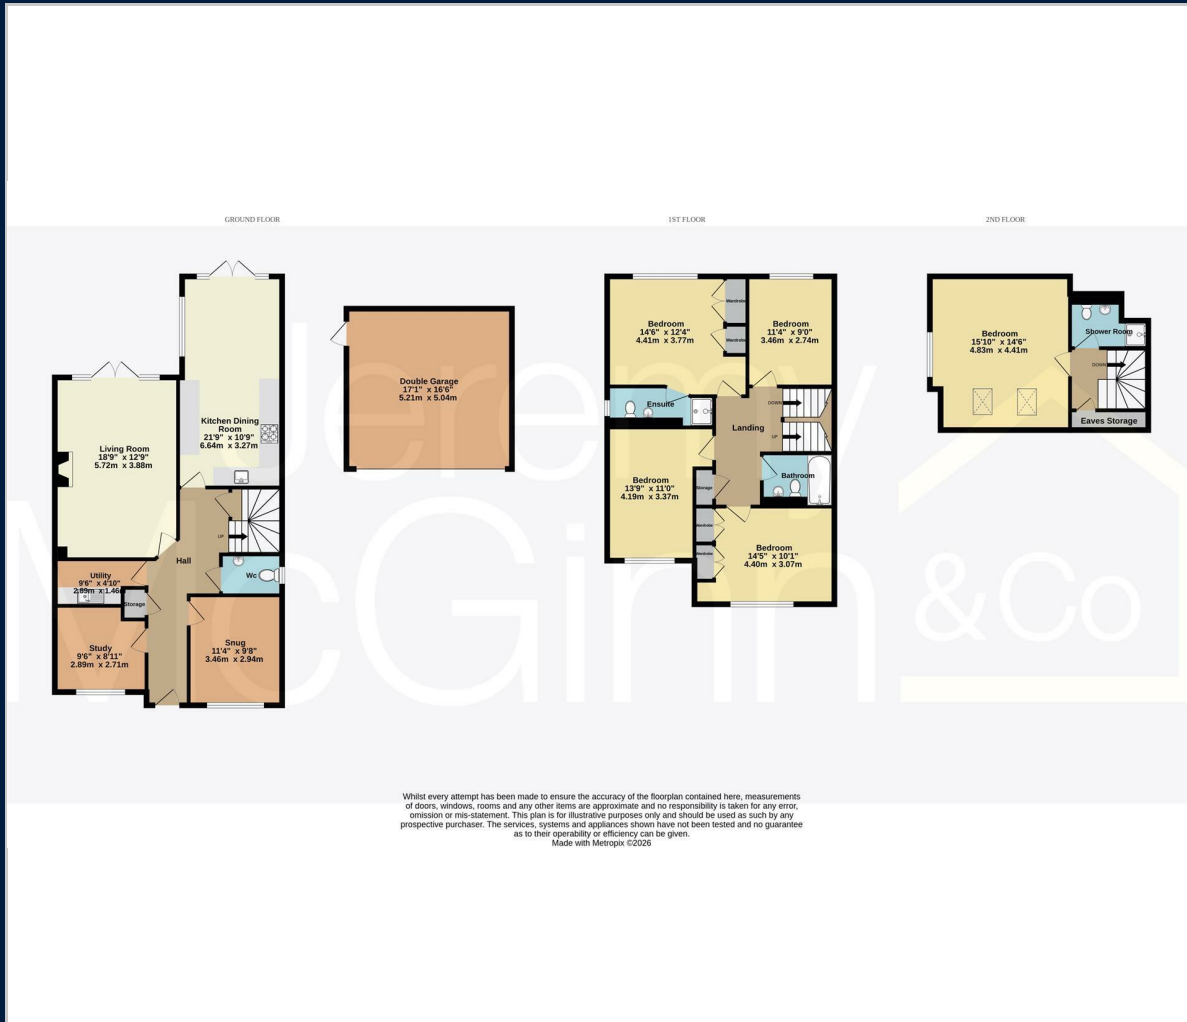 GROUND FLOOR
Kitchen Dining
Room
21'9" x 10'9"
6.64m x 3.27m
Living Room
18'9" x 12'9"
5.72m x 3.88m
UP
Hall
Wc
Utility
9'6" x 4'10"
2.89m x 1.46m
Storage
Study
9'6" x 8'11"
2.89m x 2.71m
Snug
11'4" x 9'8"
3.46m x 2.94m
Double Garage
17'1" x 16'6"
5.21m x 5.04m
1ST FLOOR
Bedroom
14'6" x 12'4"
4.41m x 3.77m
Wardrobe
Wardrobe
Bedroom
11'4" x 9'0"
3.46m x 2.74m
Ensuite
DOWN
Landing
UP
Bedroom
13'9" x 11'0"
4.19m x 3.37m
Storage
Bathroom
Wardrobe
Wardrobe
Bedroom
14'5" x 10'1"
4.40m x 3.07m
2ND FLOOR
Bedroom
15'10" x 14'6"
4.83m x 4.41m
Shower Room
DOWN
Eaves Storage
Jeremy
McGinn &Co
Whilst every attempt has been made to ensure the accuracy of the floorplan contained here, measurements
of doors, windows, rooms and any other items are approximate and no responsibility is taken for any error,
omission or mis-statement. This plan is for illustrative purposes only and should be used as such by any
prospective purchaser. The services, systems and appliances shown have not been tested and no guarantee
as to their operability or efficiency can be given.
Made with Metropix ©2026